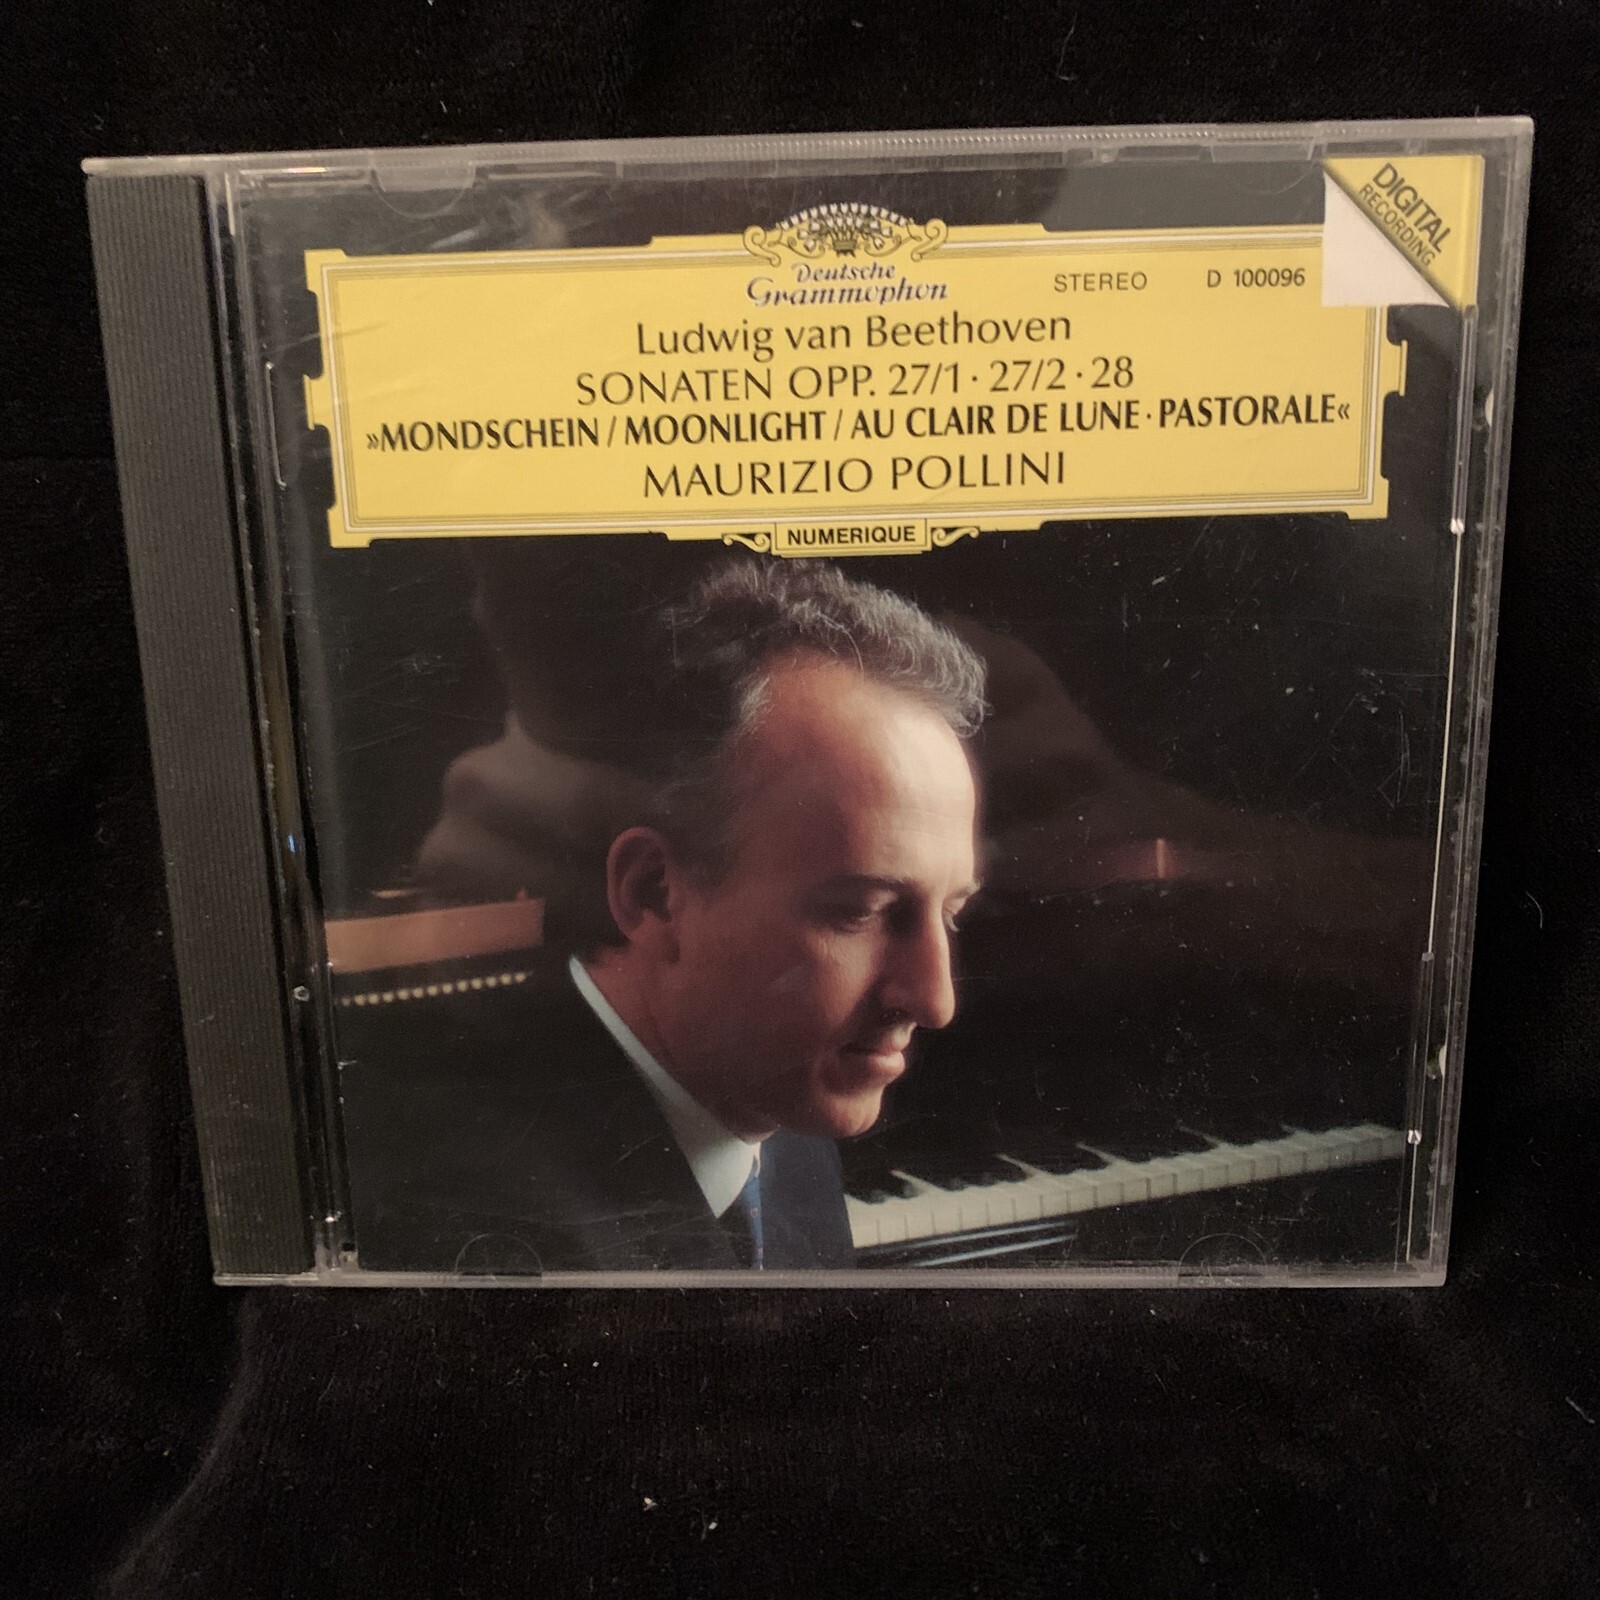 DIGITAL
RECORDING
Deutsche
Grammophon
STEREO D 100096
Ludwig van Beethoven
SONATEN OPP. 27/1 · 27/2 · 28
»MONDSCHEIN / MOONLIGHT / AU CLAIR DE LUNE · PASTORALE«
MAURIZIO POLLINI
NUMERIQUE